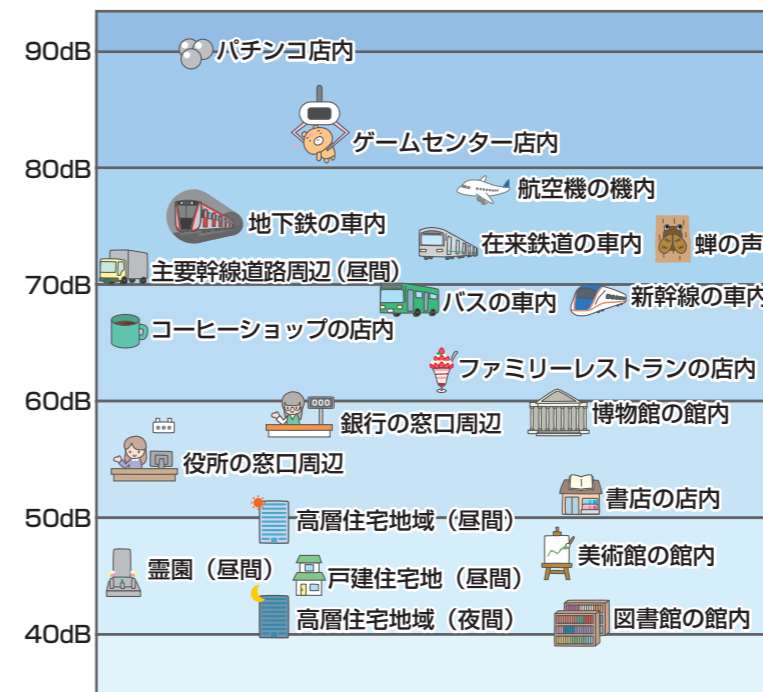 90dB
パチンコ店内
ゲームセンター店内
80dB
航空機の機内
地下鉄の車内
在来鉄道の車内
蝉の声
主要幹線道路周辺(昼間)
70dB
バスの車内
新幹線の車内
コーヒーショップの店内
ファミリーレストランの店内
60dB
銀行の窓口周辺
博物館の館内
役所の窓口周辺
書店の店内
50dB
高層住宅地域(昼間)
美術館の館内
霊園(昼間)
戸建住宅地(昼間)
高層住宅地域(夜間)
図書館の館内
40dB